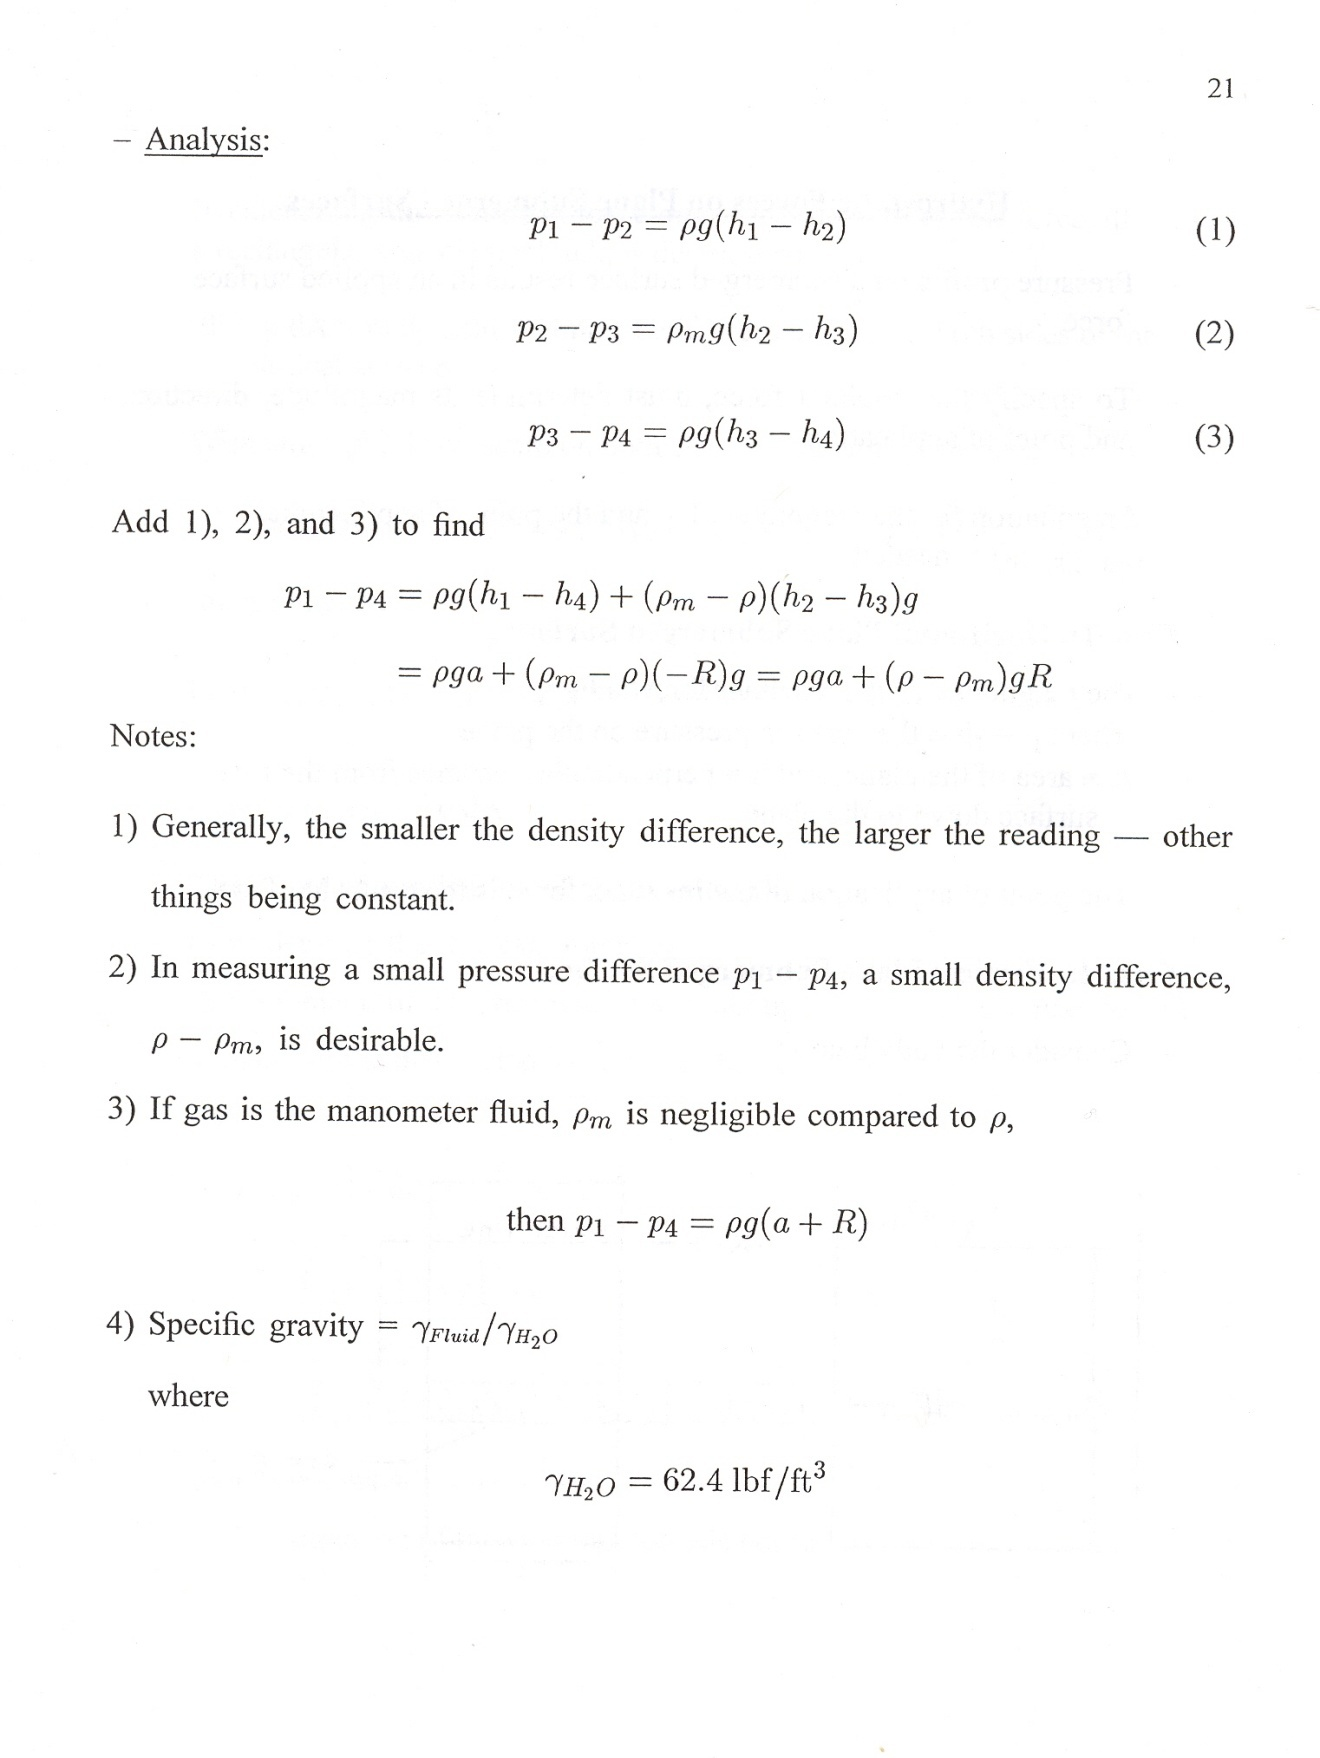 21
– Analysis:
p₁ − p₂ = ρg(h₁ − h₂) (1)
p₂ − p₃ = ρₘg(h₂ − h₃) (2)
p₃ − p₄ = ρg(h₃ − h₄) (3)
Add 1), 2), and 3) to find
p₁ − p₄ = ρg(h₁ − h₄) + (ρₘ − ρ)(h₂ − h₃)g
= ρga + (ρₘ − ρ)(−R)g = ρga + (ρ − ρₘ)gR
Notes:
1) Generally, the smaller the density difference, the larger the reading — other
things being constant.
2) In measuring a small pressure difference p₁ − p₄, a small density difference,
ρ − ρₘ, is desirable.
3) If gas is the manometer fluid, ρₘ is negligible compared to ρ,
then p₁ − p₄ = ρg(a + R)
4) Specific gravity = γ_Fluid/γ_H₂O
where
γ_H₂O = 62.4 lbf/ft³